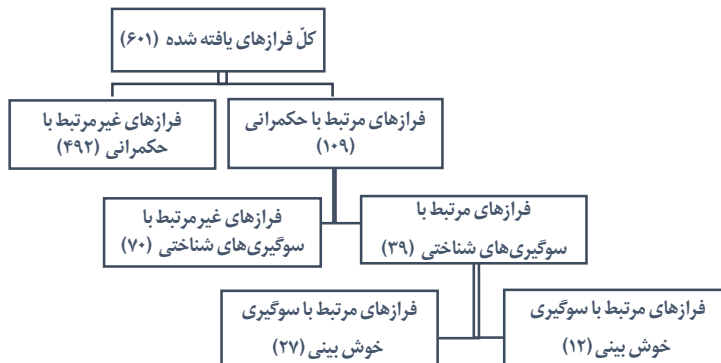 کلّ فرازهای یافته شده (۶۰۱)
فرازهای مرتبط با حکمرانی
(۱۰۹)
فرازهای غیرمرتبط با
حکمرانی (۴۹۲)
فرازهای مرتبط با
سوگیری‌های شناختی (۳۹)
فرازهای غیرمرتبط با
سوگیری‌های شناختی (۷۰)
فرازهای مرتبط با سوگیری
خوش بینی (۱۲)
فرازهای مرتبط با سوگیری
خوش بینی (۲۷)